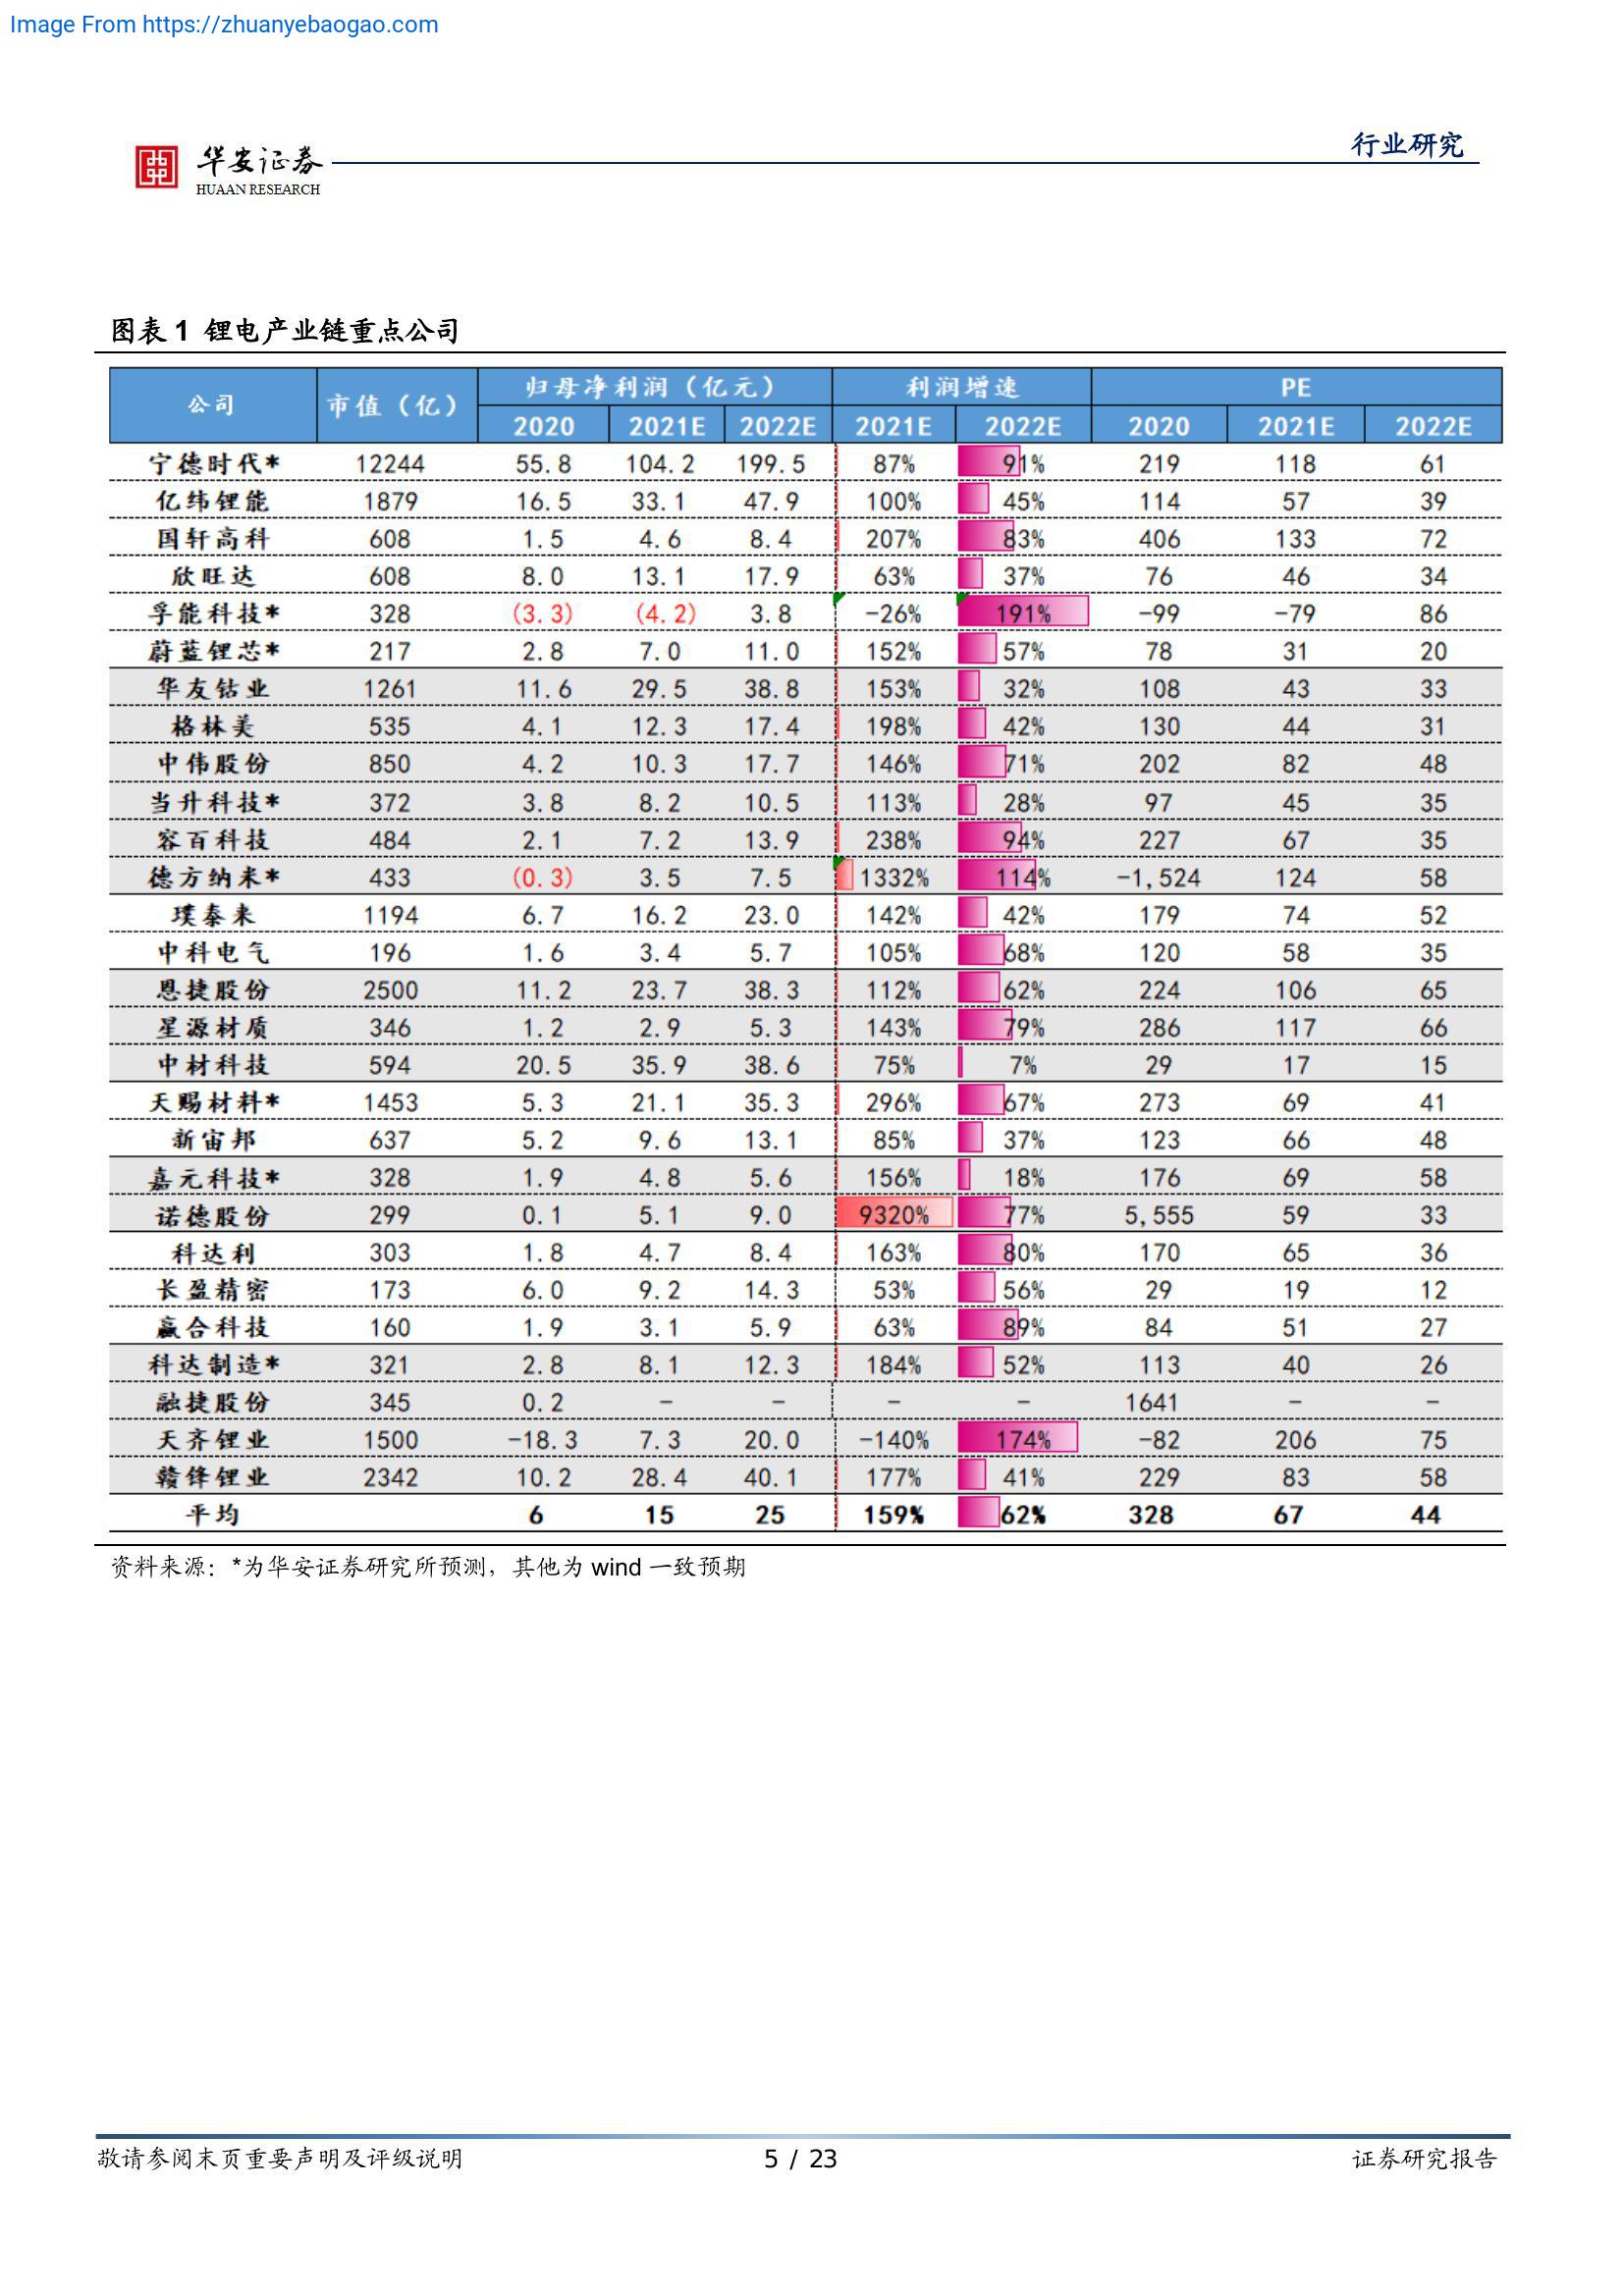 Image From https://zhuanyebaogao.com
华安证券
HUAAN RESEARCH
行业研究
图表 1 锂电产业链重点公司
公司 市值（亿） 归母净利润（亿元） 利润增速 PE
2020 2021E 2022E 2021E 2022E 2020 2021E 2022E
宁德时代* 12244 55.8 104.2 199.5 87% 91% 219 118 61
亿纬锂能 1879 16.5 33.1 47.9 100% 45% 114 57 39
国轩高科 608 1.5 4.6 8.4 207% 83% 406 133 72
欣旺达 608 8.0 13.1 17.9 63% 37% 76 46 34
孚能科技* 328 (3.3) (4.2) 3.8 -26% 191% -99 -79 86
蔚蓝锂芯* 217 2.8 7.0 11.0 152% 57% 78 31 20
华友钴业 1261 11.6 29.5 38.8 153% 32% 108 43 33
格林美 535 4.1 12.3 17.4 198% 42% 130 44 31
中伟股份 850 4.2 10.3 17.7 146% 71% 202 82 48
当升科技* 372 3.8 8.2 10.5 113% 28% 97 45 35
容百科技 484 2.1 7.2 13.9 238% 94% 227 67 35
德方纳米* 433 (0.3) 3.5 7.5 1332% 114% -1,524 124 58
璞泰来 1194 6.7 16.2 23.0 142% 42% 179 74 52
中科电气 196 1.6 3.4 5.7 105% 68% 120 58 35
恩捷股份 2500 11.2 23.7 38.3 112% 62% 224 106 65
星源材质 346 1.2 2.9 5.3 143% 79% 286 117 66
中材科技 594 20.5 35.9 38.6 75% 7% 29 17 15
天赐材料* 1453 5.3 21.1 35.3 296% 67% 273 69 41
新宙邦 637 5.2 9.6 13.1 85% 37% 123 66 48
嘉元科技* 328 1.9 4.8 5.6 156% 18% 176 69 58
诺德股份 299 0.1 5.1 9.0 9320% 77% 5,555 59 33
科达利 303 1.8 4.7 8.4 163% 80% 170 65 36
长盈精密 173 6.0 9.2 14.3 53% 56% 29 19 12
赢合科技 160 1.9 3.1 5.9 63% 89% 84 51 27
科达制造* 321 2.8 8.1 12.3 184% 52% 113 40 26
融捷股份 345 0.2 - - - - 1641 - -
天齐锂业 1500 -18.3 7.3 20.0 -140% 174% -82 206 75
赣锋锂业 2342 10.2 28.4 40.1 177% 41% 229 83 58
平均 6 15 25 159% 62% 328 67 44
资料来源：*为华安证券研究所预测，其他为 wind 一致预期
敬请参阅末页重要声明及评级说明 5 / 23 证券研究报告